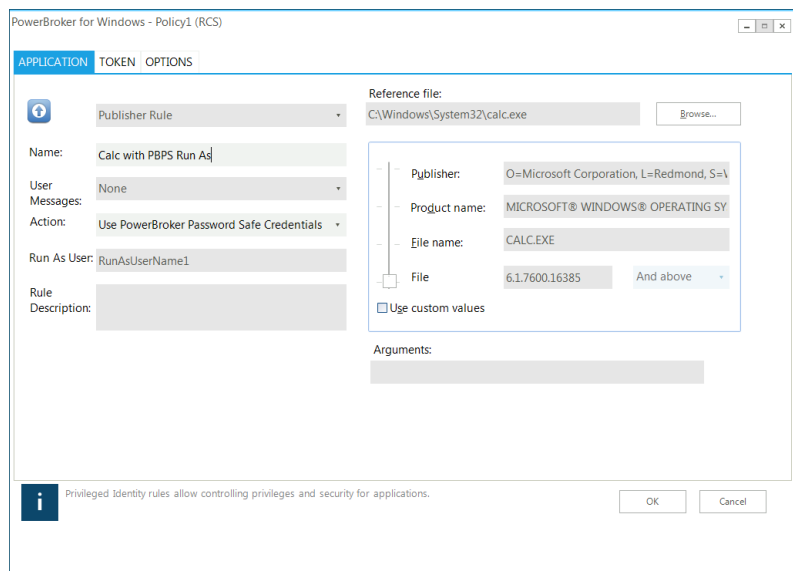 PowerBroker for Windows - Policy1 (RCS)
APPLICATION TOKEN OPTIONS
Publisher Rule
Name: Calc with PBPS Run As
User Messages: None
Action: Use PowerBroker Password Safe Credentials
Run As User: RunAsUserName1
Rule Description:
Reference file:
C:\Windows\System32\calc.exe Browse...
Publisher: O=Microsoft Corporation, L=Redmond, S=
Product name: MICROSOFT® WINDOWS® OPERATING SY
File name: CALC.EXE
File 6.1.7600.16385 And above
Use custom values
Arguments:
i Privileged Identity rules allow controlling privileges and security for applications.
OK Cancel